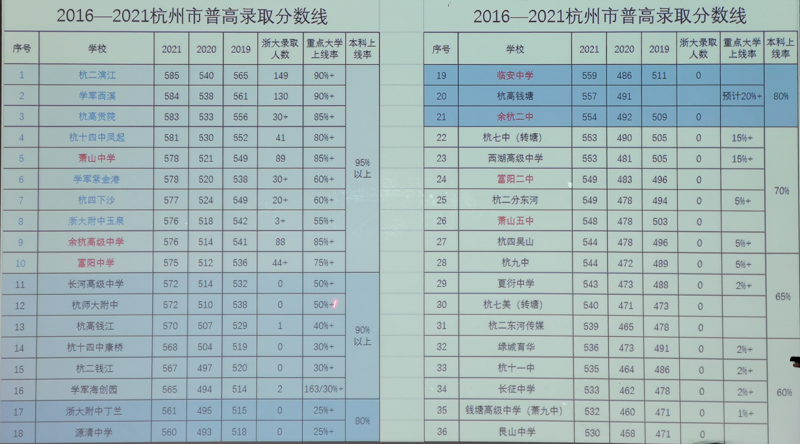 2016—2021杭州市普高录取分数线
序号 学校 2021 2020 2019 浙大录取人数 重点大学上线率 本科上线率
1 杭二滨江 585 540 565 149 90%+
2 学军西溪 584 538 561 130 90%+
3 杭高贡院 583 533 556 30+ 85%+
4 杭十四中凤起 581 530 552 41 80%+
5 萧山中学 578 521 549 89 85%+ 95%以上
6 学军紫金港 578 520 538 30+ 60%+
7 杭四下沙 577 524 549 20+ 60%+
8 浙大附中玉泉 576 518 542 3+ 55%+
9 余杭高级中学 576 514 541 88 85%+
10 富阳中学 575 512 536 44+ 75%+
11 长河高级中学 572 514 532 0 50%+
12 杭师大附中 572 510 538 0 50%+
13 杭高钱江 570 507 529 1 40%+
14 杭十四中康桥 568 504 519 0 30%+ 90%以上
15 杭二钱江 567 497 520 0 30%+
16 学军海创园 565 494 514 2 163/30%+
17 浙大附中丁兰 561 495 515 0 25%+ 80%
18 源清中学 560 493 518 0 25%+
2016—2021杭州市普高录取分数线
序号 学校 2021 2020 2019 浙大录取人数 重点大学上线率 本科上线率
19 临安中学 559 486 511 0
20 杭高钱塘 557 491 预计20%+ 80%
21 余杭二中 554 492 509 0
22 杭七中（转塘） 553 490 505 0 15%+
23 西湖高级中学 553 481 505 0 15%+
24 富阳二中 549 483 496 0 70%
25 杭二分东河 549 478 494 0 5%+
26 萧山五中 548 478 503 0
27 杭四吴山 544 478 496 0 5%+
28 杭九中 544 472 489 0 5%+
29 夏衍中学 543 473 488 0 2%+
30 杭七美（转塘） 540 471 473 0 65%
31 杭二东河传媒 539 465 478 0
32 绿城育华 536 473 491 0 2%+
33 杭十一中 535 464 486 0 2%+
34 长征中学 533 462 478 0 2%+ 60%
35 钱塘高级中学（萧九中） 532 460 471 0 1%+
36 艮山中学 530 458 471 0